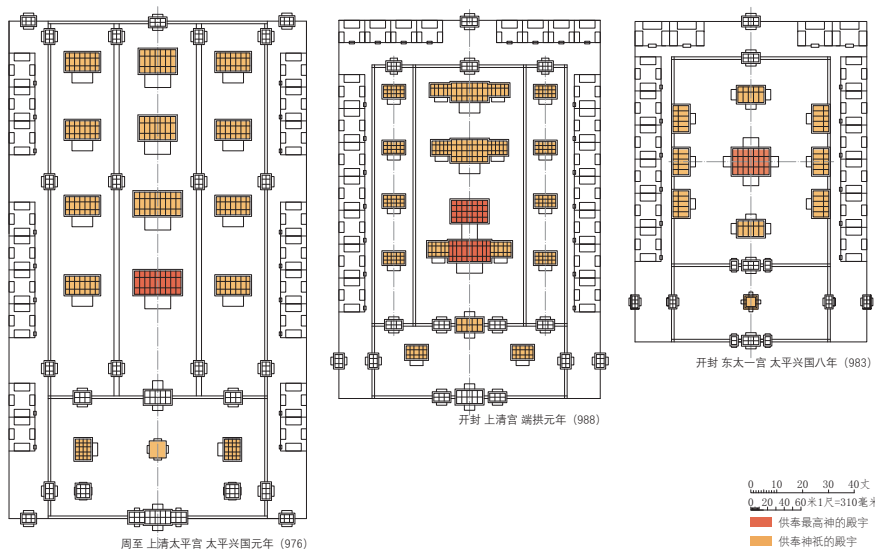 开封 东太一宫 太平兴国八年（983）
开封 上清宫 端拱元年（988）
周至 上清太平宫 太平兴国元年（976）
0 10 20 30 40丈
0 20 40 60米1尺=310毫米
供奉最高神的殿宇
供奉神祇的殿宇